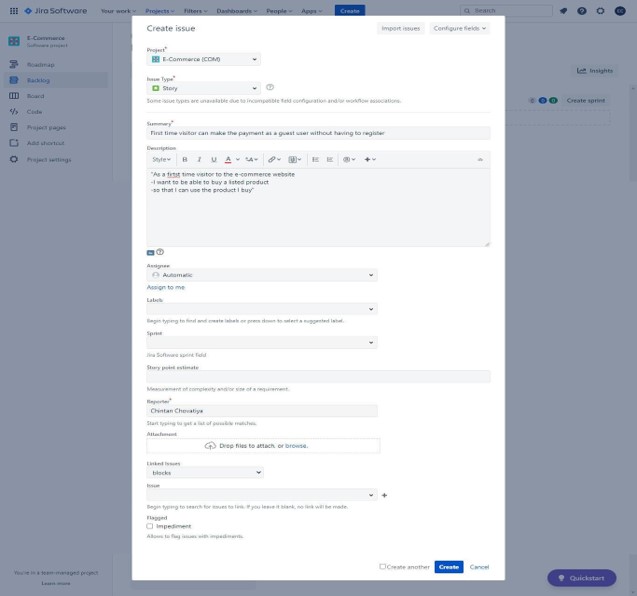 Jira Software
Your work
Projects
Filters
Dashboards
People
Apps
Create
Search
E-Commerce
Software project
Roadmap
Backlog
Board
Code
Project pages
Add shortcut
Project settings
Insights
0 0 0
Create sprint
Create issue
Import issues
Configure fields
Project*
E-Commerce (COM)
Issue Type*
Story
Some issue types are unavailable due to incompatible field configuration and/or workflow associations.
Summary*
First time visitor can make the payment as a guest user without having to register
Description
Style B I U A
"As a firtst time visitor to the e-commerce website
-I want to be able to buy a listed product
-so that I can use the product I buy"
Assignee
Automatic
Assign to me
Labels
Begin typing to find and create labels or press down to select a suggested label.
Sprint
Jira Software sprint field
Story point estimate
Measurement of complexity and/or size of a requirement.
Reporter*
Chintan Chovatiya
Start typing to get a list of possible matches.
Attachment
Drop files to attach, or browse.
Linked Issues
blocks
Issue
Begin typing to search for issues to link. If you leave it blank, no link will be made.
Flagged
Impediment
Allows to flag issues with impediments.
Create another
Create
Cancel
You're in a team-managed project
Learn more
Quickstart